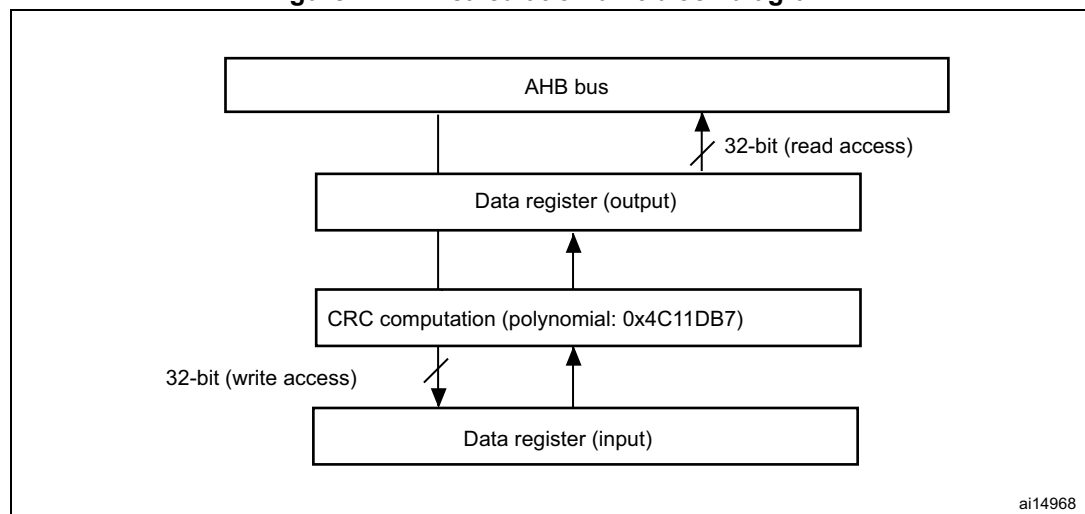 AHB bus
32-bit (read access)
Data register (output)
CRC computation (polynomial: 0x4C11DB7)
32-bit (write access)
Data register (input)
ai14968